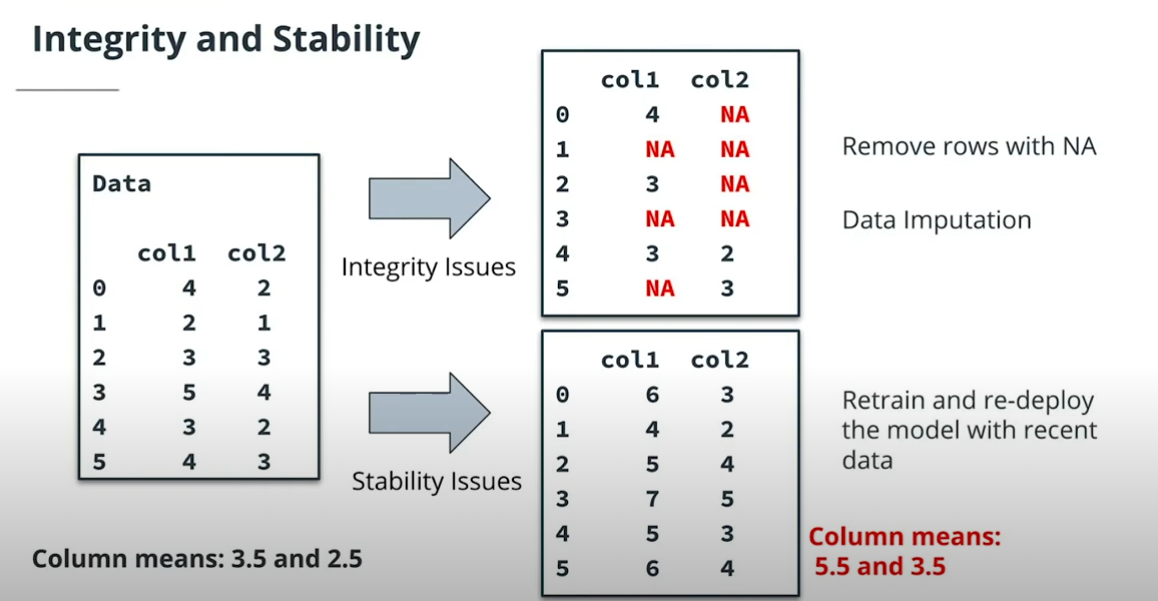 Integrity and Stability
Data
col1 col2
0 4 2
1 2 1
2 3 3
3 5 4
4 3 2
5 4 3
Column means: 3.5 and 2.5
Integrity Issues
col1 col2
0 4 NA
1 NA NA
2 3 NA
3 NA NA
4 3 2
5 NA 3
Remove rows with NA
Data Imputation
Stability Issues
col1 col2
0 6 3
1 4 2
2 5 4
3 7 5
4 5 3
5 6 4
Retrain and re-deploy
the model with recent
data
Column means:
5.5 and 3.5